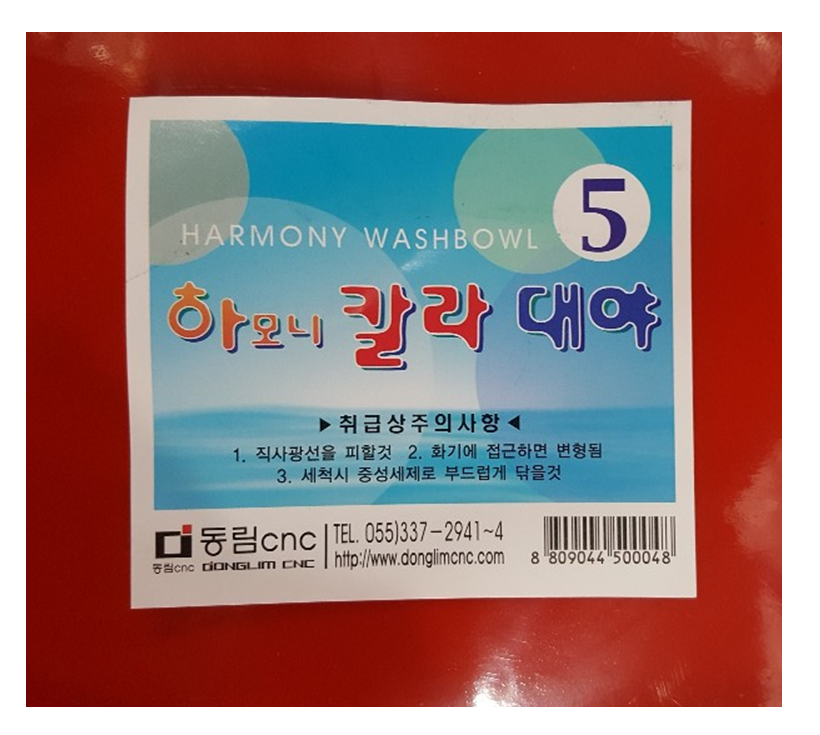 HARMONY WASHBOWL 5
하모니 칼라 대야
▶취급상주의사항◀
1. 직사광선을 피할것 2. 화기에 접근하면 변형됨
3. 세척시 중성세제로 부드럽게 닦을것
동림cnc
동림cnc DONGLIM CNC
TEL. 055)337-2941~4
http://www.donglimcnc.com
8 809044 500048